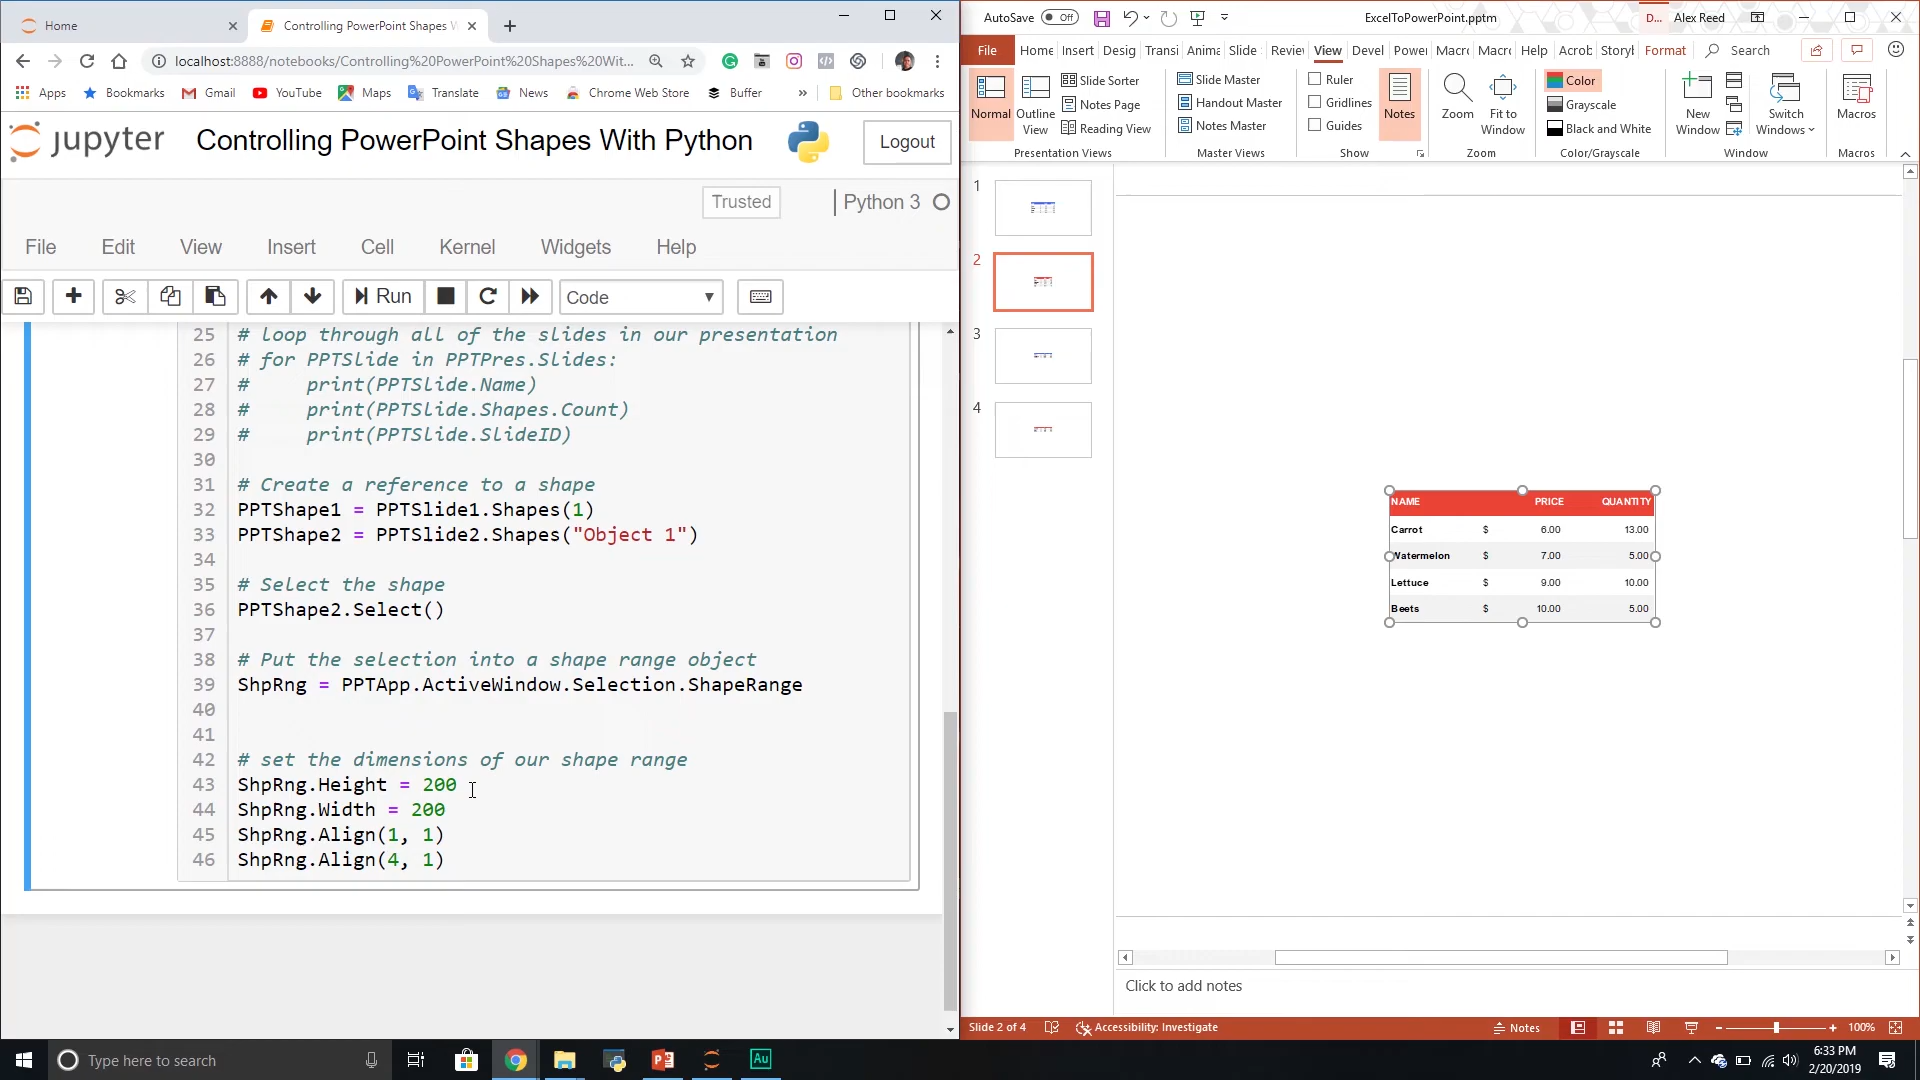 Home
Controlling PowerPoint Shapes W
localhost:8888/notebooks/Controlling%20PowerPoint%20Shapes%20Wit...
Apps
Bookmarks
Gmail
YouTube
Maps
Translate
News
Chrome Web Store
Buffer
»
Other bookmarks
jupyter
Controlling PowerPoint Shapes With Python
Logout
Trusted
Python 3
File Edit View Insert Cell Kernel Widgets Help
Run
Code
25 # loop through all of the slides in our presentation
26 # for PPTSlide in PPTPres.Slides:
27 #     print(PPTSlide.Name)
28 #     print(PPTSlide.Shapes.Count)
29 #     print(PPTSlide.SlideID)
30
31 # Create a reference to a shape
32 PPTShape1 = PPTSlide1.Shapes(1)
33 PPTShape2 = PPTSlide2.Shapes("Object 1")
34
35 # Select the shape
36 PPTShape2.Select()
37
38 # Put the selection into a shape range object
39 ShpRng = PPTApp.ActiveWindow.Selection.ShapeRange
40
41
42 # set the dimensions of our shape range
43 ShpRng.Height = 200
44 ShpRng.Width = 200
45 ShpRng.Align(1, 1)
46 ShpRng.Align(4, 1)
AutoSave Off
ExcelToPowerPoint.pptm
D... Alex Reed
File Home Insert Desig Transi Anima Slide Revie View Devel Power Macro Macro Help Acrob Storyb Format Search
Normal
Outline View
Slide Sorter
Notes Page
Reading View
Presentation Views
Slide Master
Handout Master
Notes Master
Master Views
Ruler
Gridlines
Guides
Show
Notes
Zoom
Fit to Window
Zoom
Color
Grayscale
Black and White
Color/Grayscale
New Window
Switch Windows
Window
Macros
Macros
1
2
3
4
NAME PRICE QUANTITY
Carrot $ 6.00 13.00
Watermelon $ 7.00 5.00
Lettuce $ 9.00 10.00
Beets $ 10.00 5.00
Click to add notes
Slide 2 of 4
Accessibility: Investigate
Notes
100%
Type here to search
Au
6:33 PM
2/20/2019